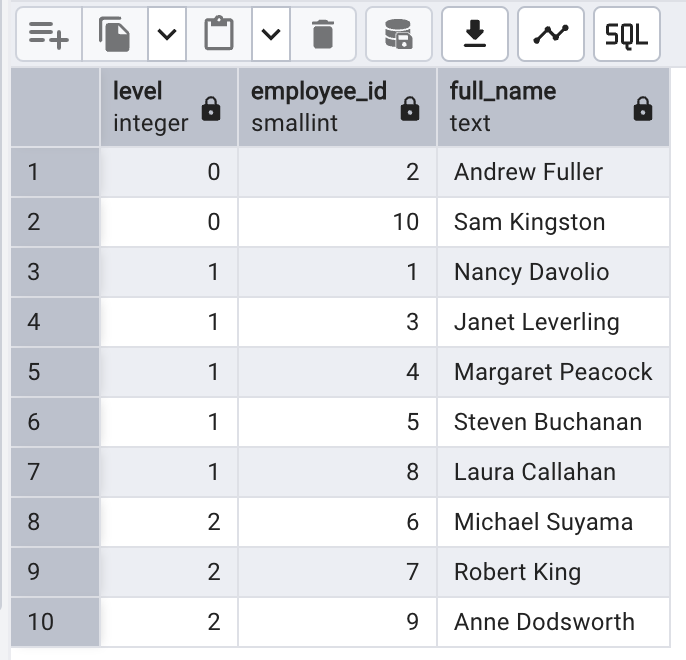 SQL
level employee_id full_name
integer smallint text
1 0 2 Andrew Fuller
2 0 10 Sam Kingston
3 1 1 Nancy Davolio
4 1 3 Janet Leverling
5 1 4 Margaret Peacock
6 1 5 Steven Buchanan
7 1 8 Laura Callahan
8 2 6 Michael Suyama
9 2 7 Robert King
10 2 9 Anne Dodsworth